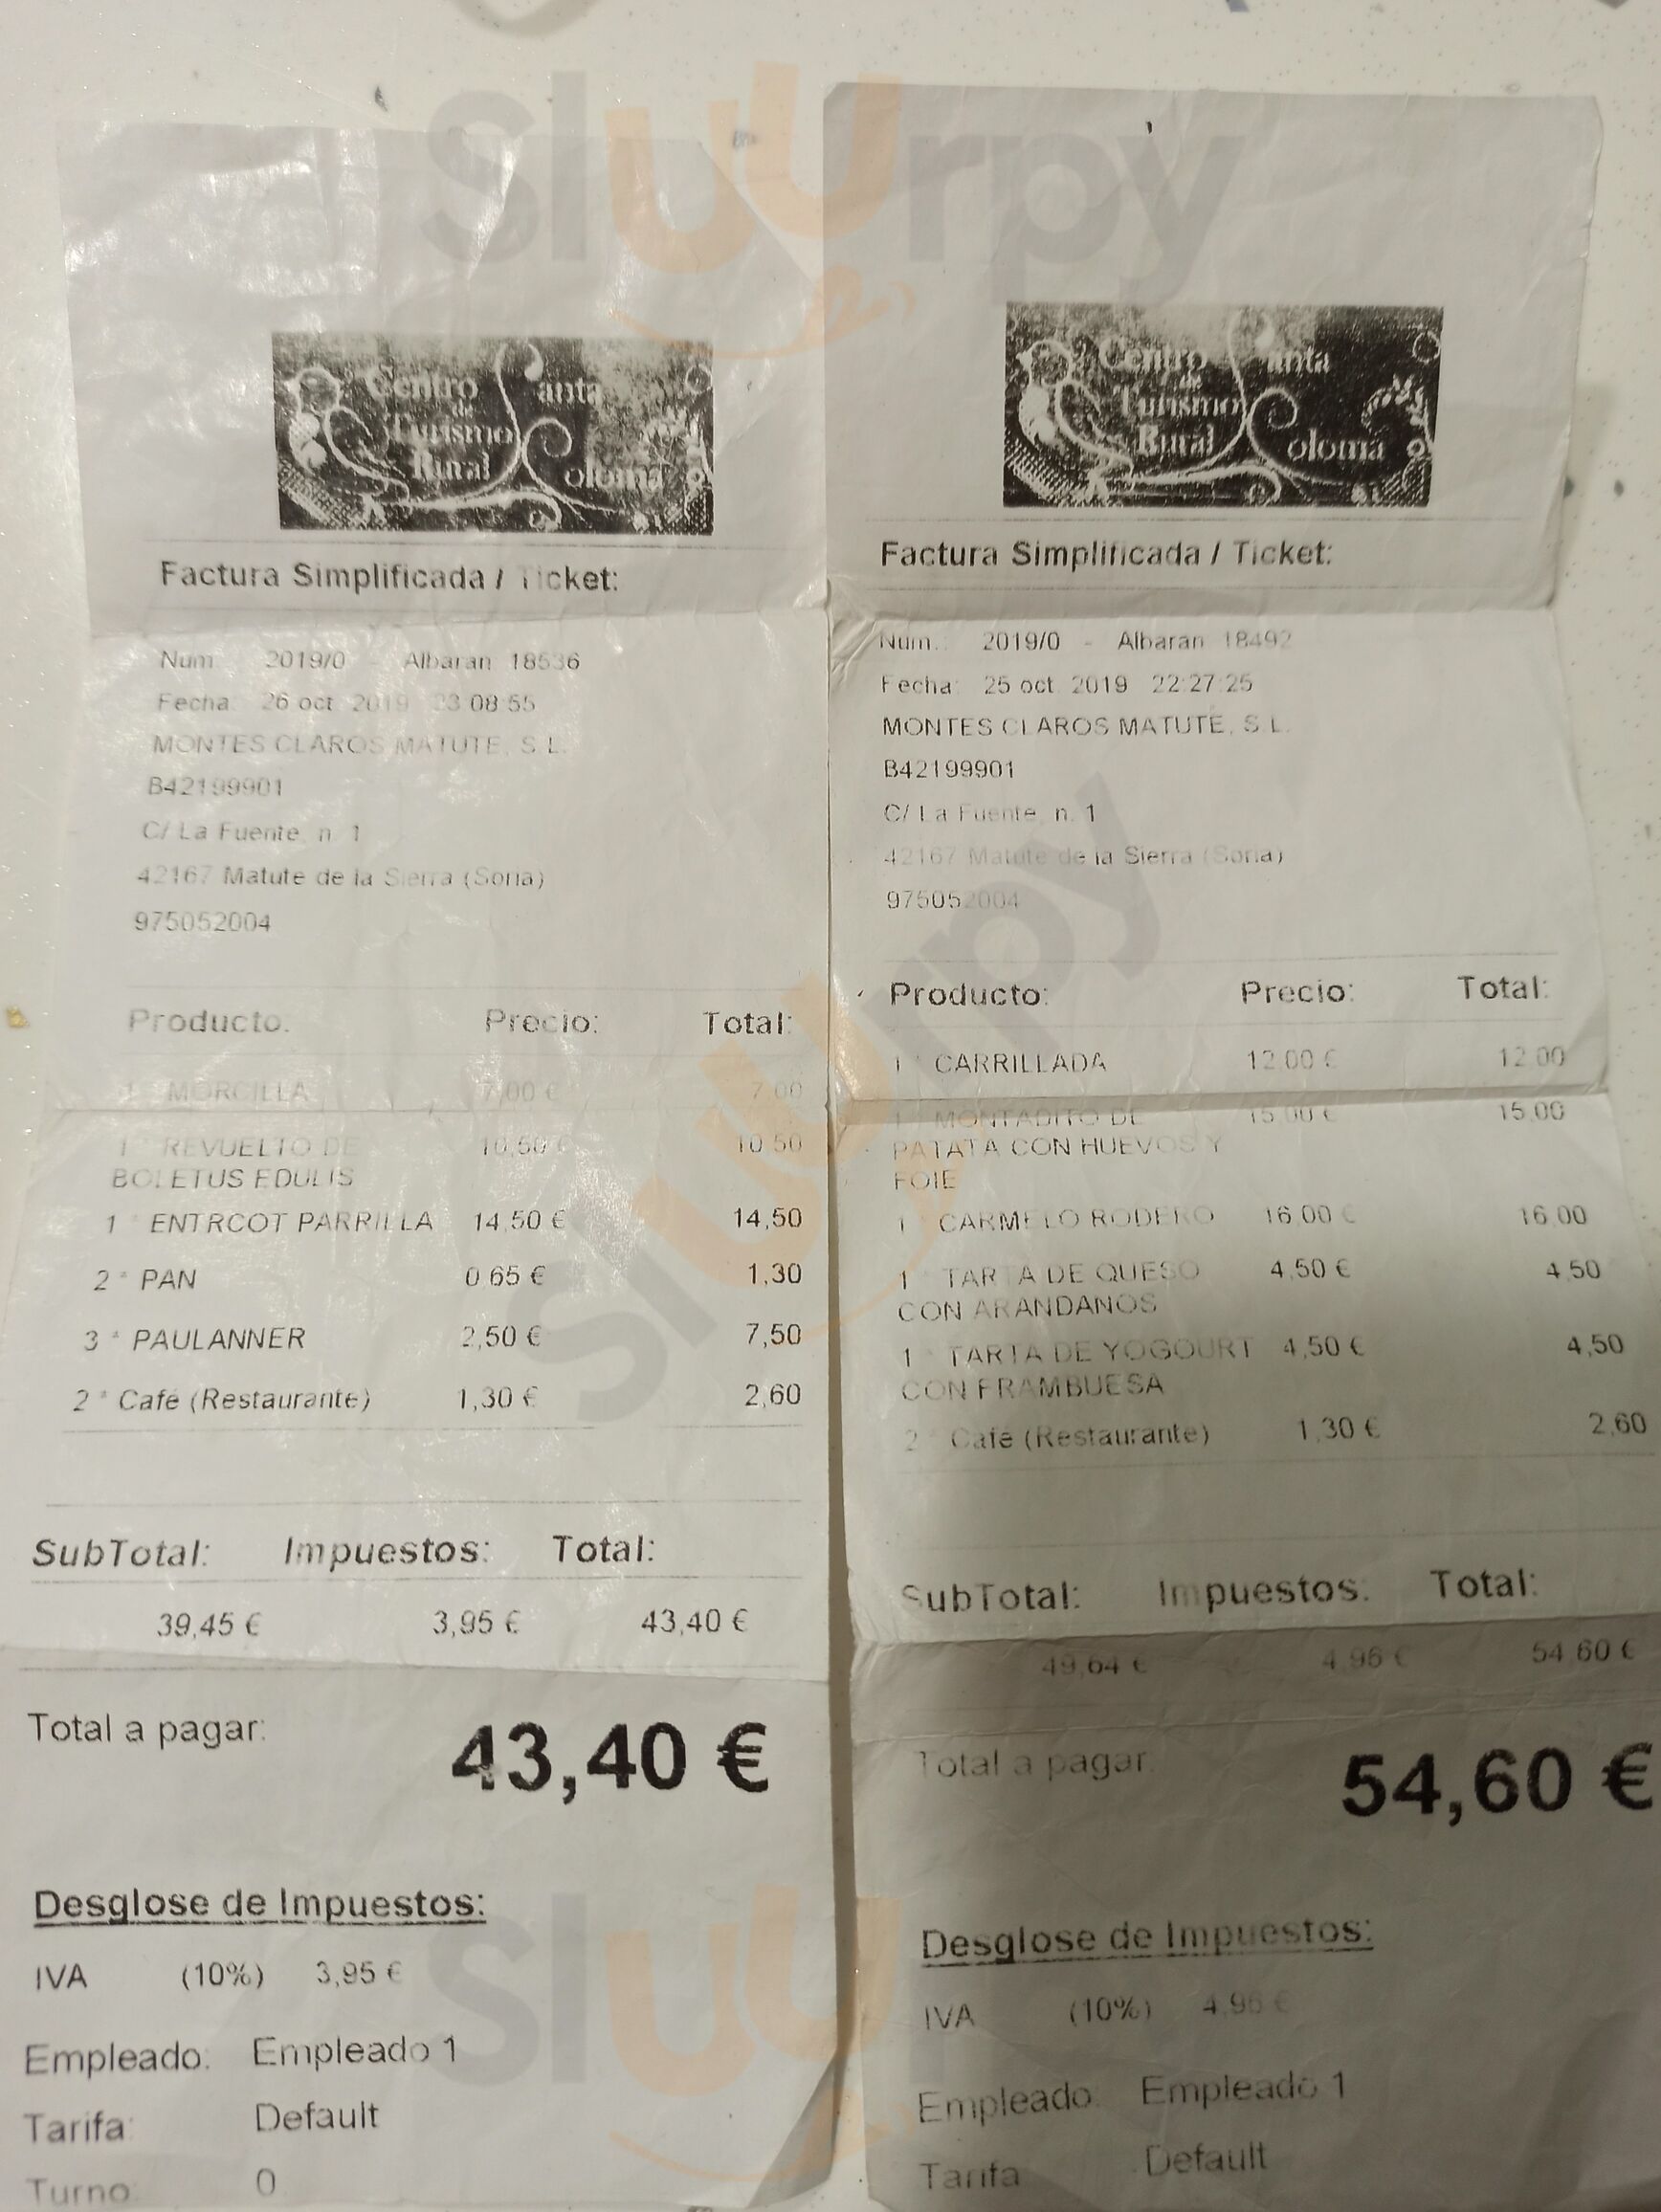 sluurpy
Centro
de
Turismo
Rural
anta
oloma
Factura Simplificada / Ticket:
Num 2019/0 - Albaran 18536
Fecha: 26 oct. 2019 23:08:55
MONTES CLAROS MATUTE, S.L.
B42199901
C/ La Fuente, n. 1
42167 Matute de la Sierra (Soria)
975052004
Producto: Precio: Total:
1 * MORCILLA 7,00 € 7,00
1 * REVUELTO DE 10,50 € 10,50
BOLETUS EDULIS
1 * ENTRCOT PARRILLA 14,50 € 14,50
2 * PAN 0,65 € 1,30
3 * PAULANNER 2,50 € 7,50
2 * Café (Restaurante) 1,30 € 2,60
SubTotal: Impuestos: Total:
39,45 € 3,95 € 43,40 €
Total a pagar: 43,40 €
Desglose de Impuestos:
IVA (10%) 3,95 €
Empleado: Empleado 1
Tarifa: Default
Turno: 0
Centro
de
Turismo
Rural
anta
oloma
Factura Simplificada / Ticket:
Num.: 2019/0 - Albaran 18492
Fecha: 25 oct. 2019 22:27:25
MONTES CLAROS MATUTE, S.L.
B42199901
C/ La Fuente, n. 1
42167 Matute de la Sierra (Soria)
975052004
Producto: Precio: Total:
1 * CARRILLADA 12,00 € 12,00
1 * MONTADITO DE 15,00 € 15,00
PATATA CON HUEVOS Y
FOIE
1 * CARMELO RODERO 16,00 € 16,00
1 * TARTA DE QUESO 4,50 € 4,50
CON ARANDANOS
1 * TARTA DE YOGOURT 4,50 € 4,50
CON FRAMBUESA
2 * Café (Restaurante) 1,30 € 2,60
SubTotal: Impuestos: Total:
49,64 € 4,96 € 54,60 €
Total a pagar: 54,60 €
Desglose de Impuestos:
IVA (10%) 4,96 €
Empleado: Empleado 1
Tarifa: Default
sluurpy
sluurpy